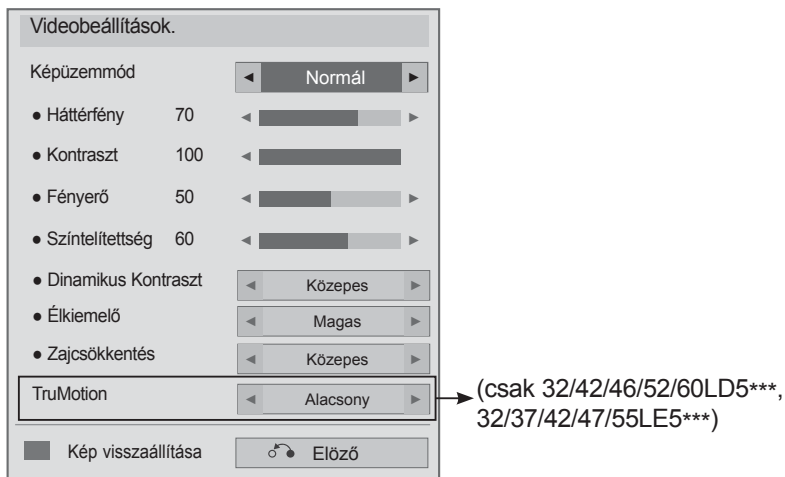 Videobeállítások.
Képüzemmód ◄ Normál ►
● Háttérfény 70 ◄ ►
● Kontraszt 100 ◄
● Fényerő 50 ◄ ►
● Színtelítettség 60 ◄ ►
● Dinamikus Kontraszt ◄ Közepes ►
● Élkiemelő ◄ Magas ►
● Zajcsökkentés ◄ Közepes ►
TruMotion ◄ Alacsony ►
(csak 32/42/46/52/60LD5***,
32/37/42/47/55LE5***)
Kép visszaállítása Elöző